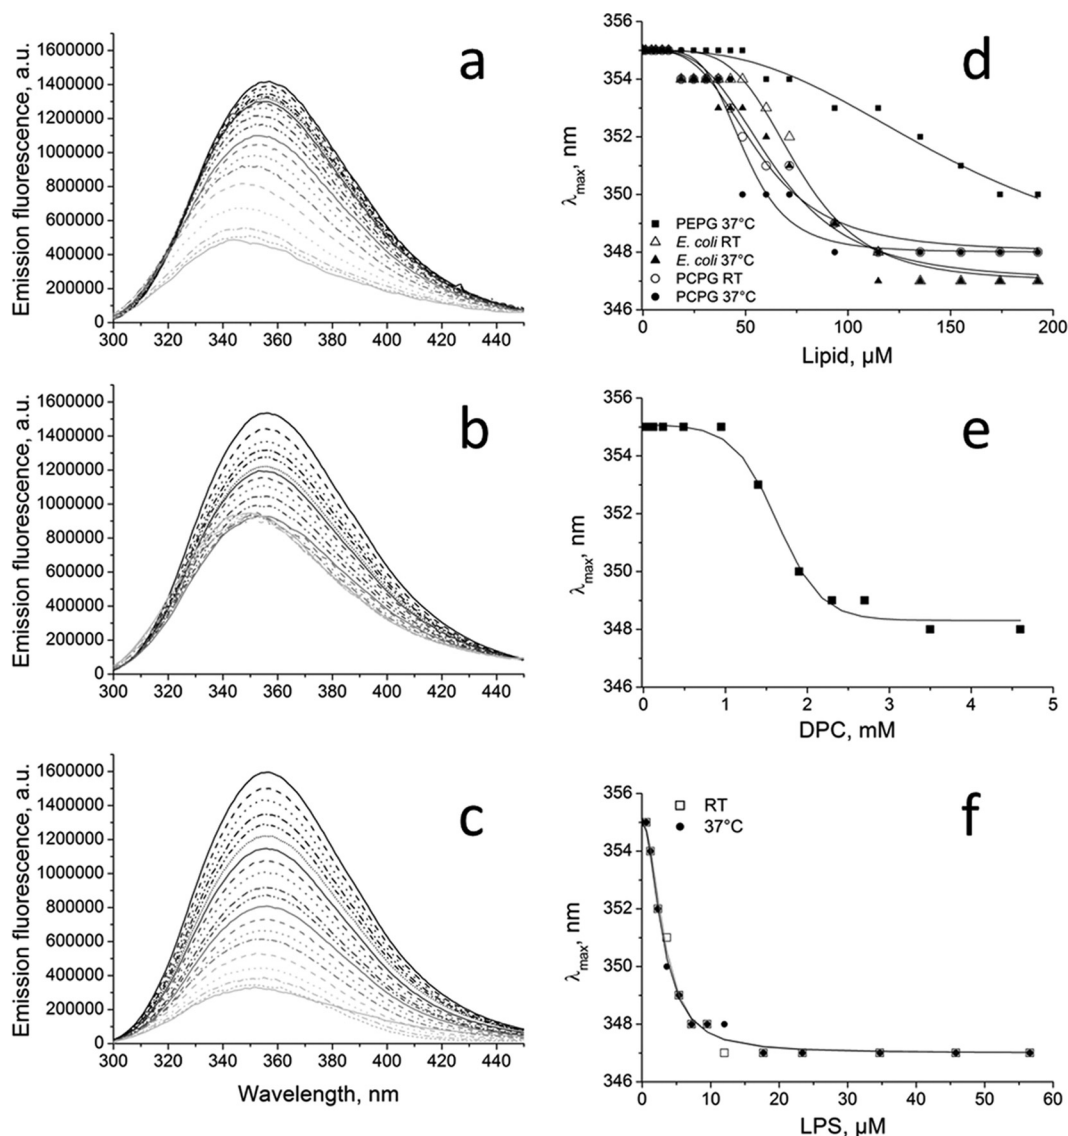 a
Emission fluorescence, a.u.
1600000
1400000
1200000
1000000
800000
600000
400000
200000
0
300 320 340 360 380 400 420 440
b
Emission fluorescence, a.u.
1600000
1400000
1200000
1000000
800000
600000
400000
200000
0
300 320 340 360 380 400 420 440
c
Emission fluorescence, a.u.
1600000
1400000
1200000
1000000
800000
600000
400000
200000
0
300 320 340 360 380 400 420 440
Wavelength, nm
d
λmax, nm
356
354
352
350
348
346
PEPG 37°C
E. coli RT
E. coli 37°C
PCPG RT
PCPG 37°C
0 50 100 150 200
Lipid, µM
e
λmax, nm
356
354
352
350
348
346
0 1 2 3 4 5
DPC, mM
f
λmax, nm
356
354
352
350
348
346
RT
37°C
0 10 20 30 40 50 60
LPS, µM